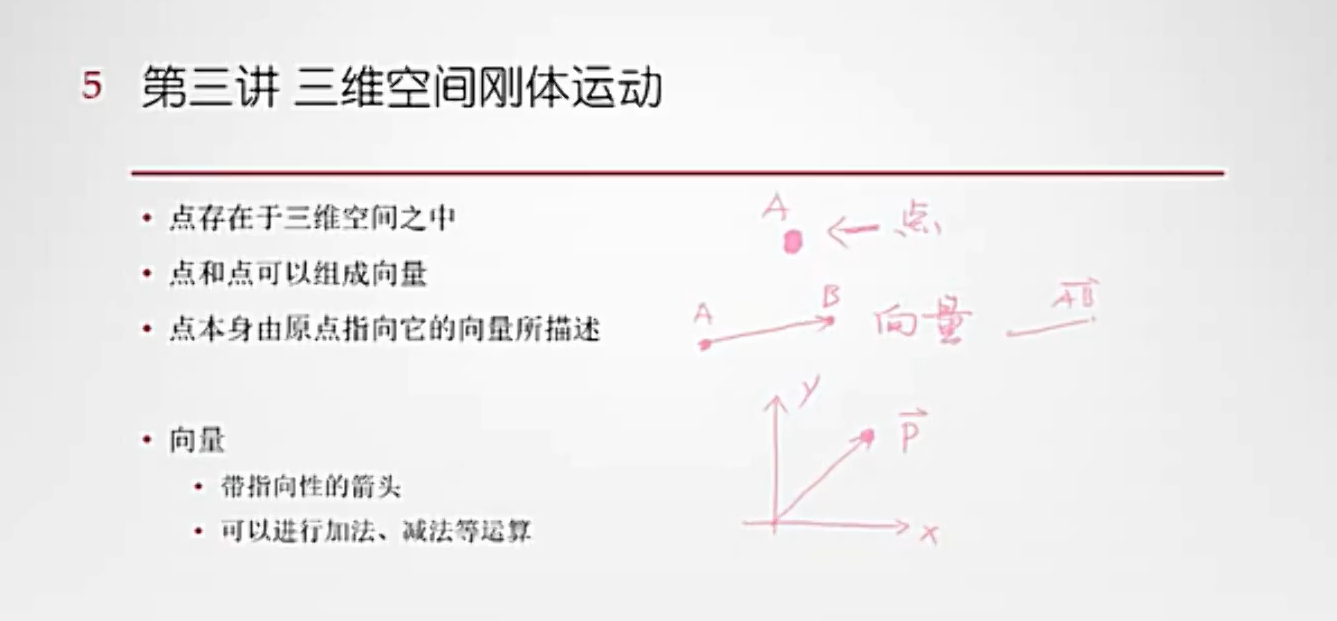 5 第三讲 三维空间刚体运动
• 点存在于三维空间之中
• 点和点可以组成向量
• 点本身由原点指向它的向量所描述
• 向量
• 带指向性的箭头
• 可以进行加法、减法等运算
A
← 点
A B 向量 AB
y
P
x